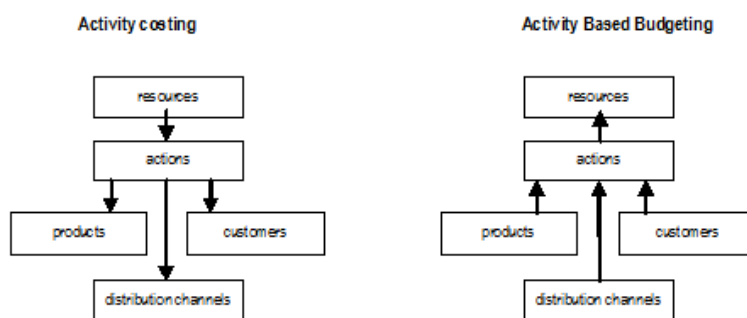 Activity costing
resources
actions
products
customers
distribution channels
Activity Based Budgeting
resources
actions
products
customers
distribution channels